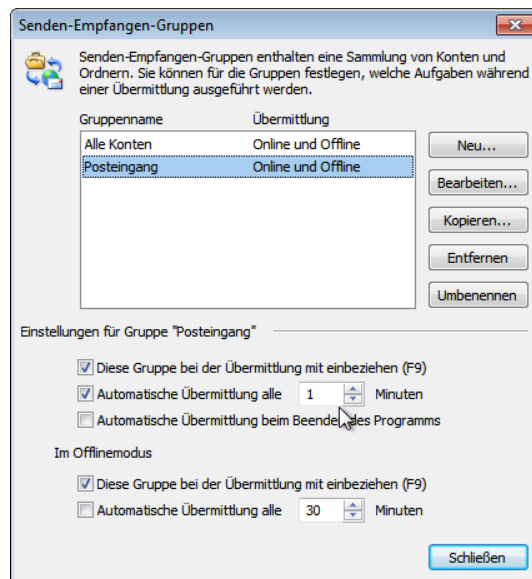 Senden-Empfangen-Gruppen
Senden-Empfangen-Gruppen enthalten eine Sammlung von Konten und
Ordnern. Sie können für die Gruppen festlegen, welche Aufgaben während
einer Übermittlung ausgeführt werden.
Gruppenname Übermittlung
Alle Konten Online und Offline
Posteingang Online und Offline
Neu...
Bearbeiten...
Kopieren...
Entfernen
Umbenennen
Einstellungen für Gruppe "Posteingang"
Diese Gruppe bei der Übermittlung mit einbeziehen (F9)
Automatische Übermittlung alle 1 Minuten
Automatische Übermittlung beim Beenden des Programms
Im Offlinemodus
Diese Gruppe bei der Übermittlung mit einbeziehen (F9)
Automatische Übermittlung alle 30 Minuten
Schließen